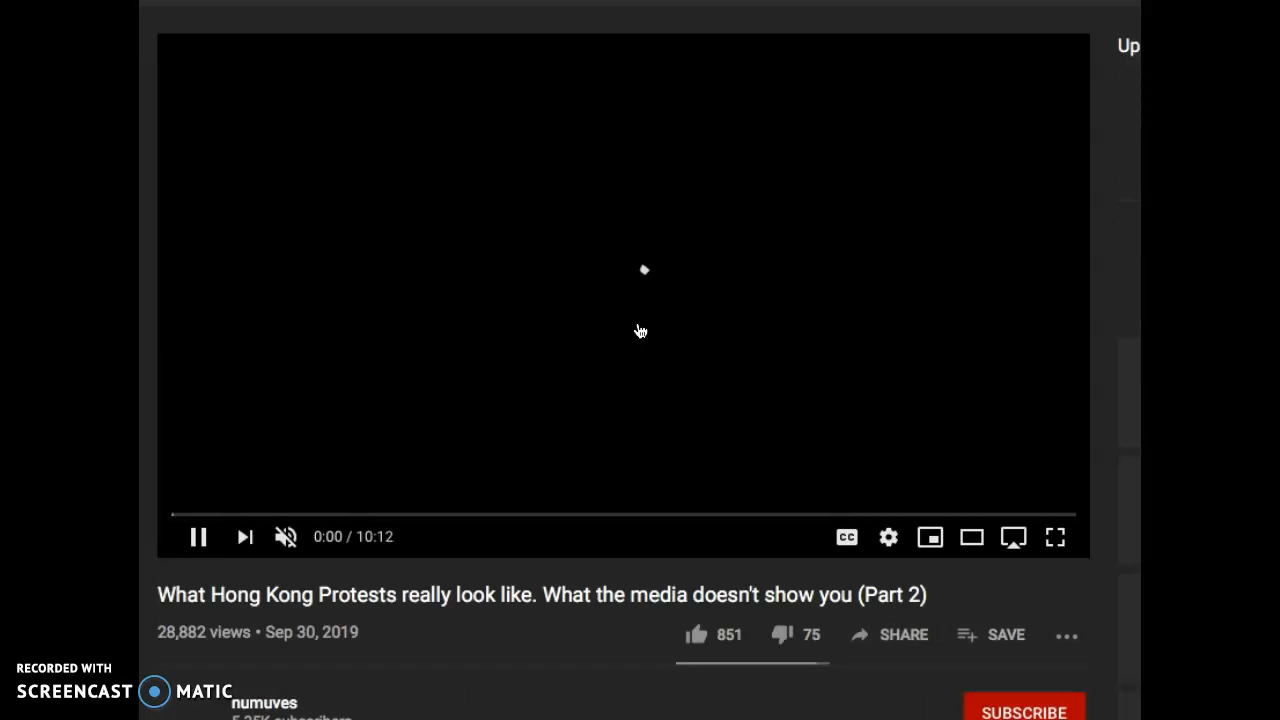 Up
CC
0:00 / 10:12
What Hong Kong Protests really look like. What the media doesn't show you (Part 2)
28,882 views • Sep 30, 2019
851 75 SHARE SAVE
RECORDED WITH
SCREENCAST MATIC
numuves
SUBSCRIBE